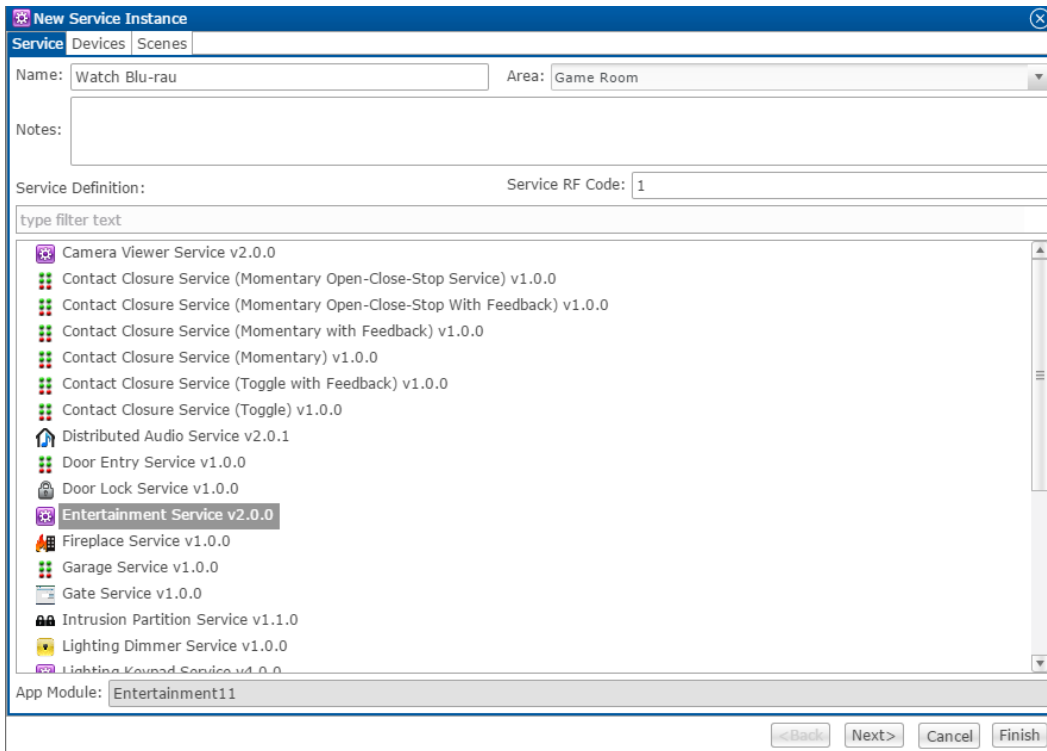 New Service Instance
Service Devices Scenes
Name: Watch Blu-rau Area: Game Room
Notes:
Service Definition: Service RF Code: 1
type filter text
Camera Viewer Service v2.0.0
Contact Closure Service (Momentary Open-Close-Stop Service) v1.0.0
Contact Closure Service (Momentary Open-Close-Stop With Feedback) v1.0.0
Contact Closure Service (Momentary with Feedback) v1.0.0
Contact Closure Service (Momentary) v1.0.0
Contact Closure Service (Toggle with Feedback) v1.0.0
Contact Closure Service (Toggle) v1.0.0
Distributed Audio Service v2.0.1
Door Entry Service v1.0.0
Door Lock Service v1.0.0
Entertainment Service v2.0.0
Fireplace Service v1.0.0
Garage Service v1.0.0
Gate Service v1.0.0
Intrusion Partition Service v1.1.0
Lighting Dimmer Service v1.0.0
Lighting Keypad Service v4.0.0
App Module: Entertainment11
<Back Next> Cancel Finish